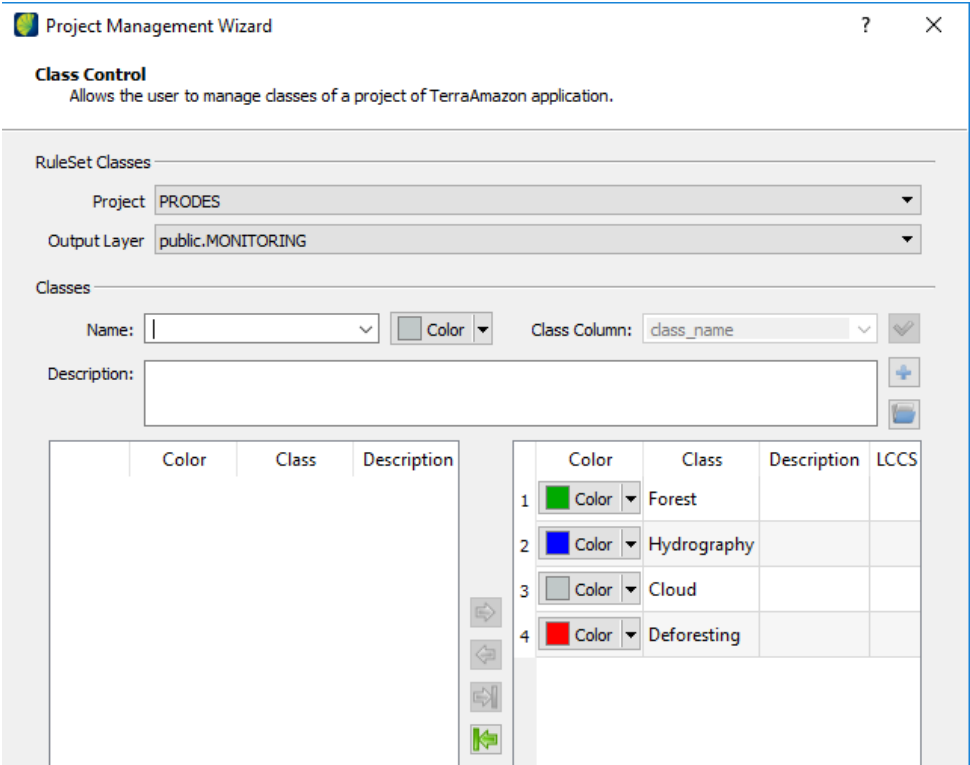 Project Management Wizard ? ×
Class Control
Allows the user to manage classes of a project of TerraAmazon application.
RuleSet Classes
Project PRODES
Output Layer public.MONITORING
Classes
Name: Color Class Column: class_name
Description:
Color Class Description Color Class Description LCCS
1 Color Forest
2 Color Hydrography
3 Color Cloud
4 Color Deforesting